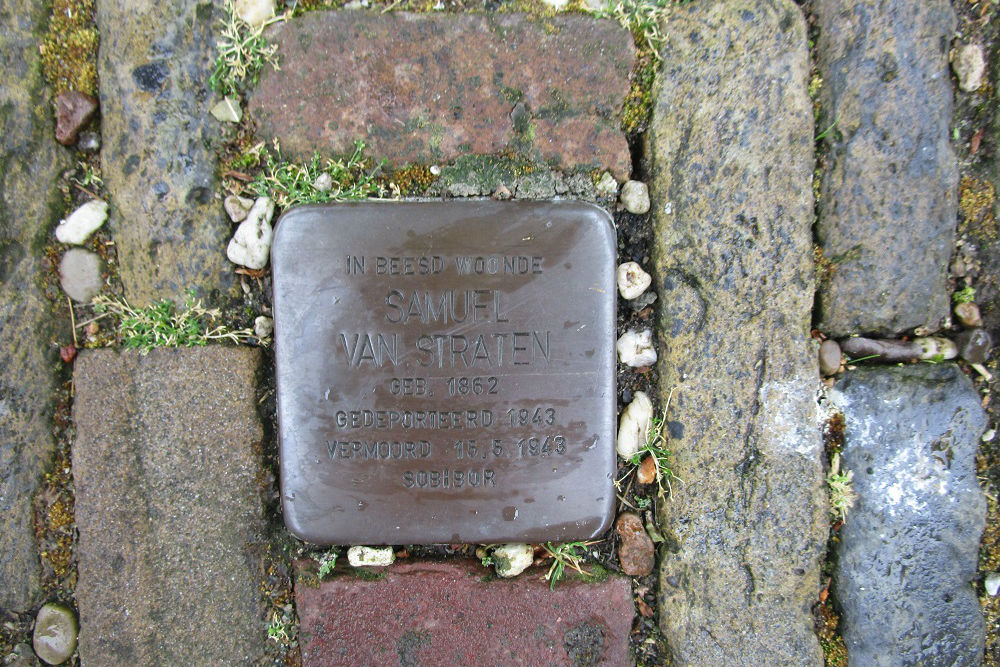 IN BEESD WOONDE
SAMUEL
VAN STRATEN
GEB. 1862
GEDEPORTEERD 1943
VERMOORD 15.5.1943
SOBIBOR